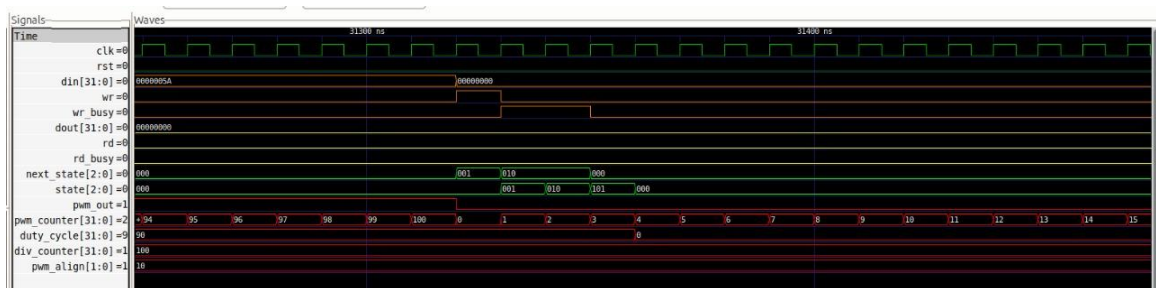 Signals Waves
Time 31300 ns 31400 ns
clk=0
rst=0
din[31:0]=0 0000005A 00000000
wr=0
wr_busy=0
dout[31:0]=0 00000000
rd=0
rd_busy=0
next_state[2:0]=0 000 001 010 000
state[2:0]=0 000 001 010 101 000
pwm_out=1
pwm_counter[31:0]=2 +94 95 96 97 98 99 100 0 1 2 3 4 5 6 7 8 9 10 11 12 13 14 15
duty_cycle[31:0]=9 90 0
div_counter[31:0]=1 100
pwm_align[1:0]=1 10